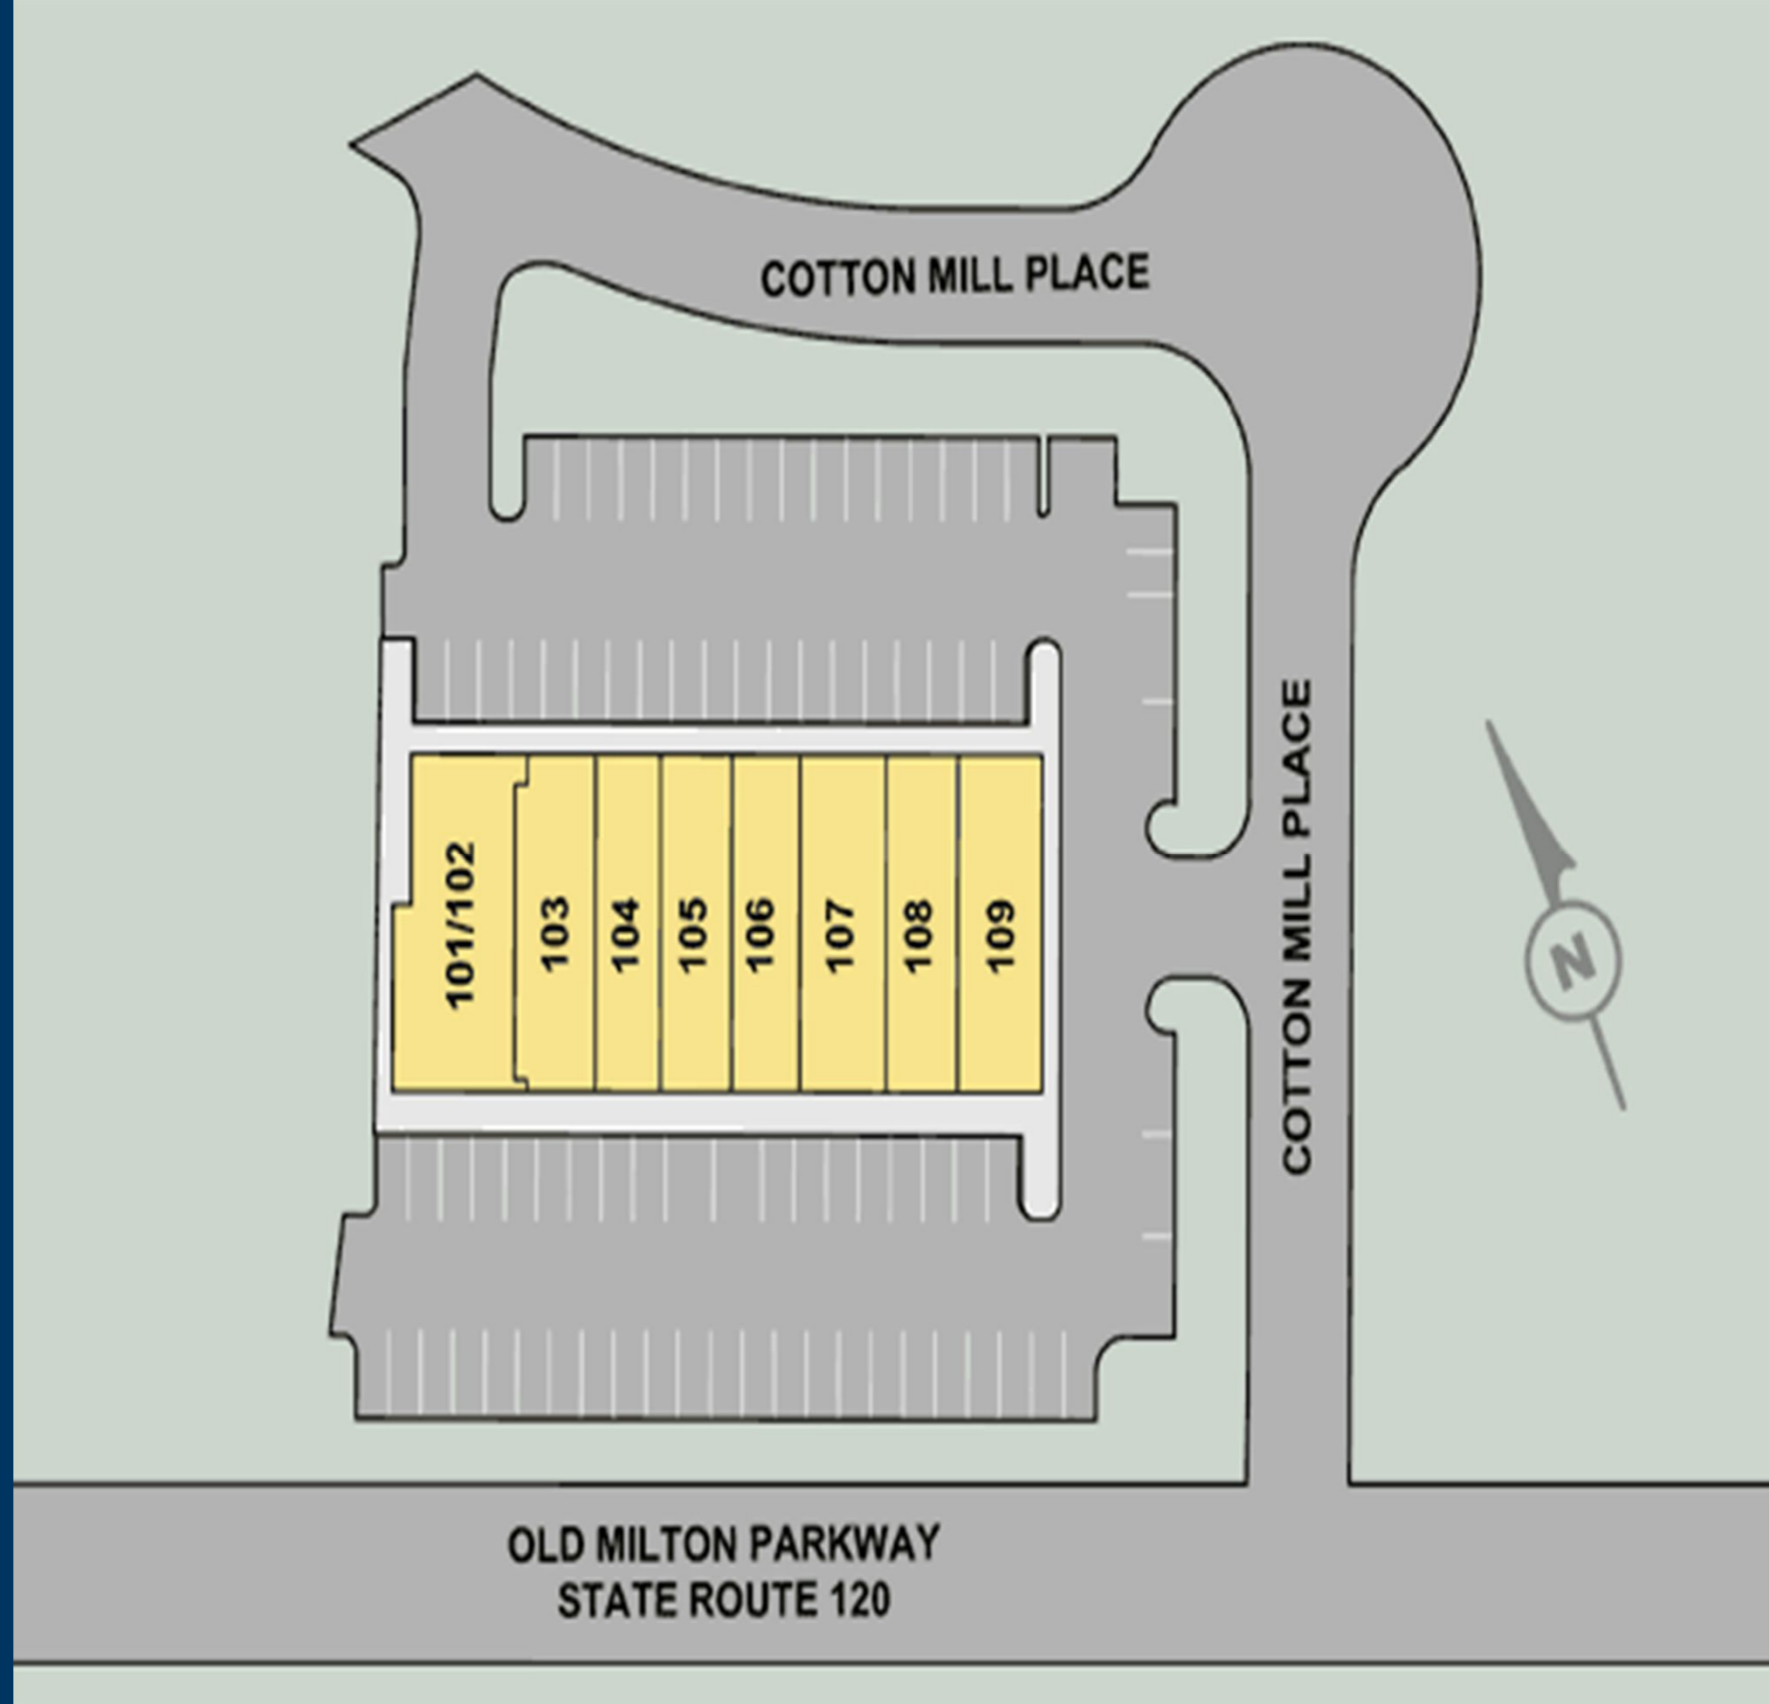 COTTON MILL PLACE
COTTON MILL PLACE
101/102
103
104
105
106
107
108
109
N
OLD MILTON PARKWAY
STATE ROUTE 120